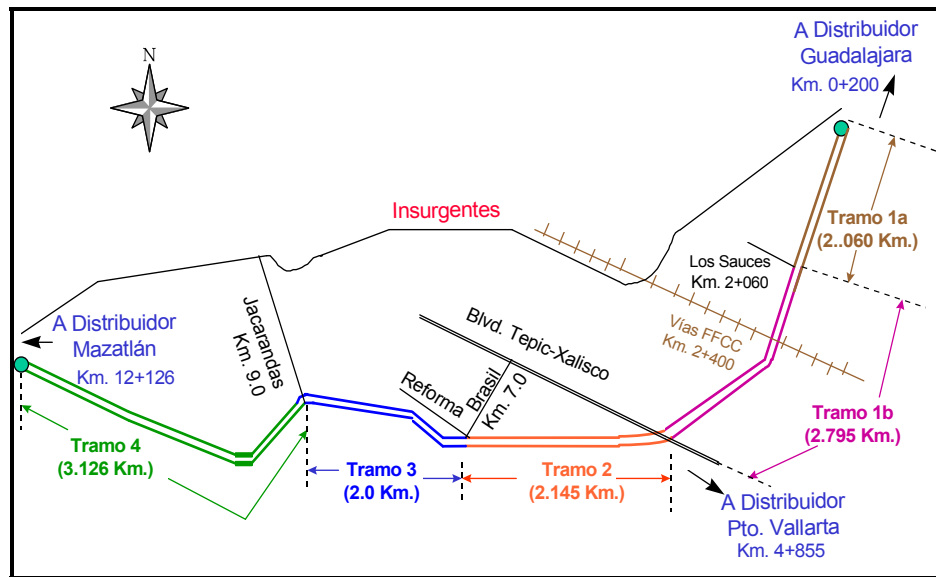 A Distribuidor
Guadalajara
Km. 0+200
N
Insurgentes
Tramo 1a
(2..060 Km.)
Los Sauces
Km. 2+060
Jacarandas
Km. 9.0
A Distribuidor
Mazatlán
Km. 12+126
Blvd. Tepic-Xalisco
Vías FFCC
Km. 2+400
Reforma
Brasil
Km. 7.0
Tramo 1b
(2.795 Km.)
Tramo 4
(3.126 Km.)
Tramo 3
(2.0 Km.)
Tramo 2
(2.145 Km.)
A Distribuidor
Pto. Vallarta
Km. 4+855